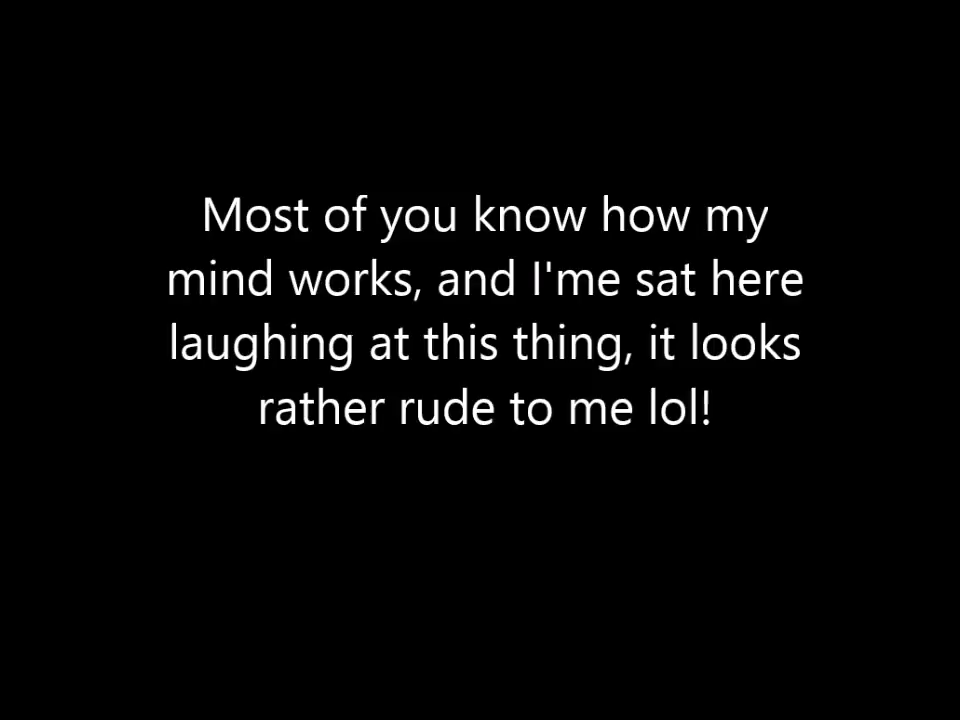 Most of you know how my
mind works, and I'me sat here
laughing at this thing, it looks
rather rude to me lol!